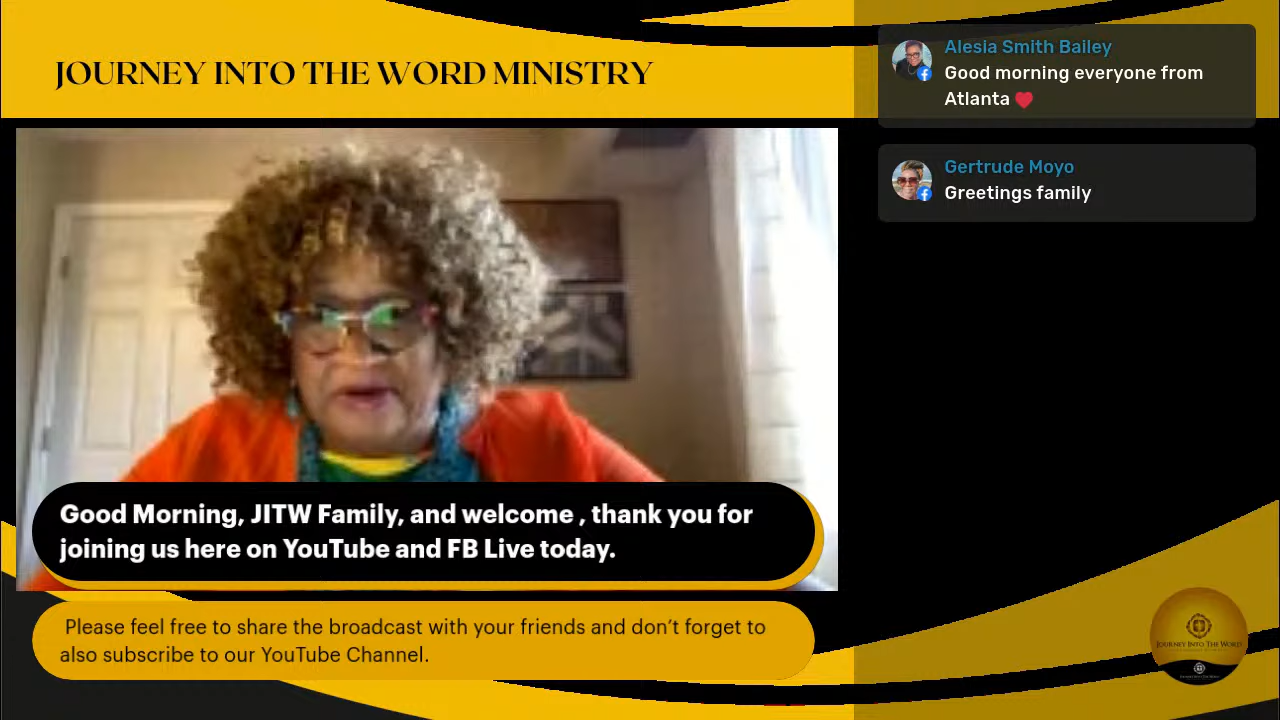 JOURNEY INTO THE WORD MINISTRY
Alesia Smith Bailey
Good morning everyone from
Atlanta ❤️
Gertrude Moyo
Greetings family
Good Morning, JITW Family, and welcome , thank you for
joining us here on YouTube and FB Live today.
Please feel free to share the broadcast with your friends and don't forget to
also subscribe to our YouTube Channel.
JOURNEY INTO THE WORD